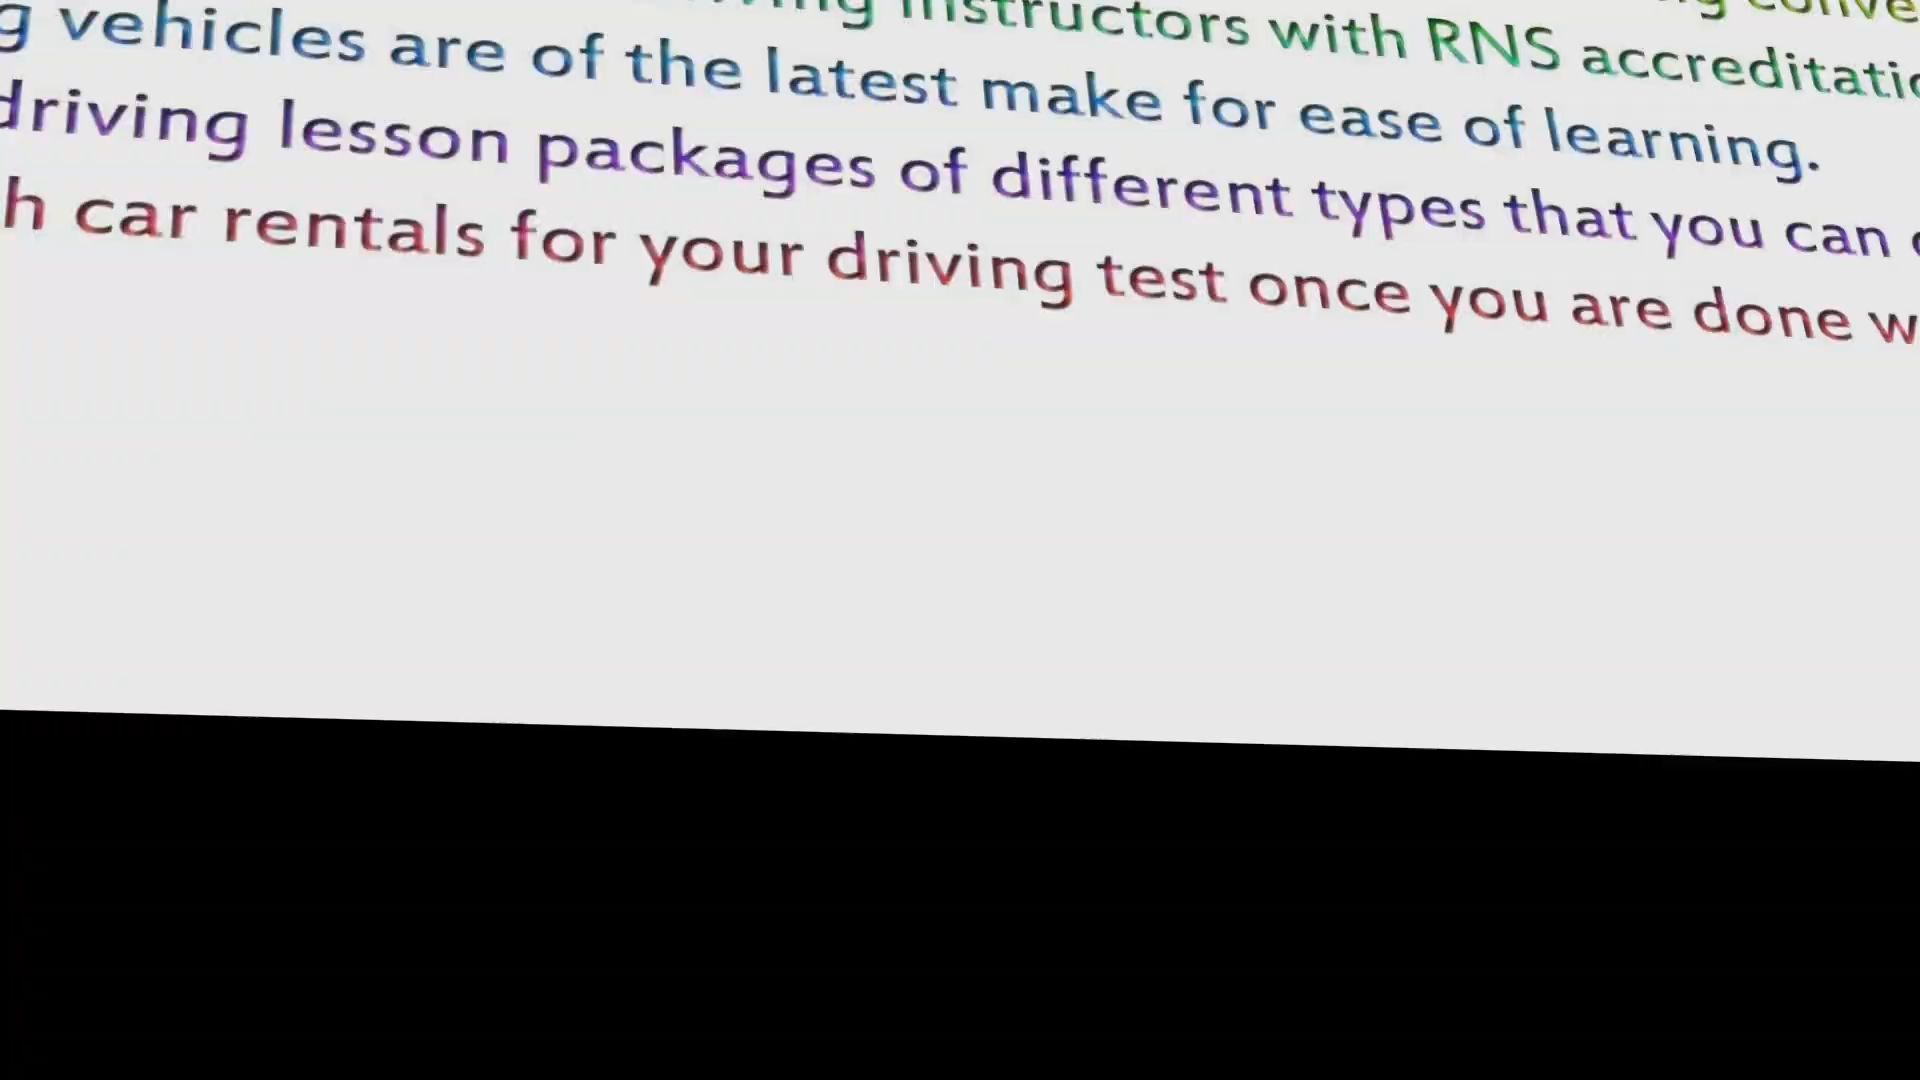 instructors with RNS
vehicles are of the latest make for ease of learning.
driving lesson packages of different types that you can
car rentals for your driving test once you are done